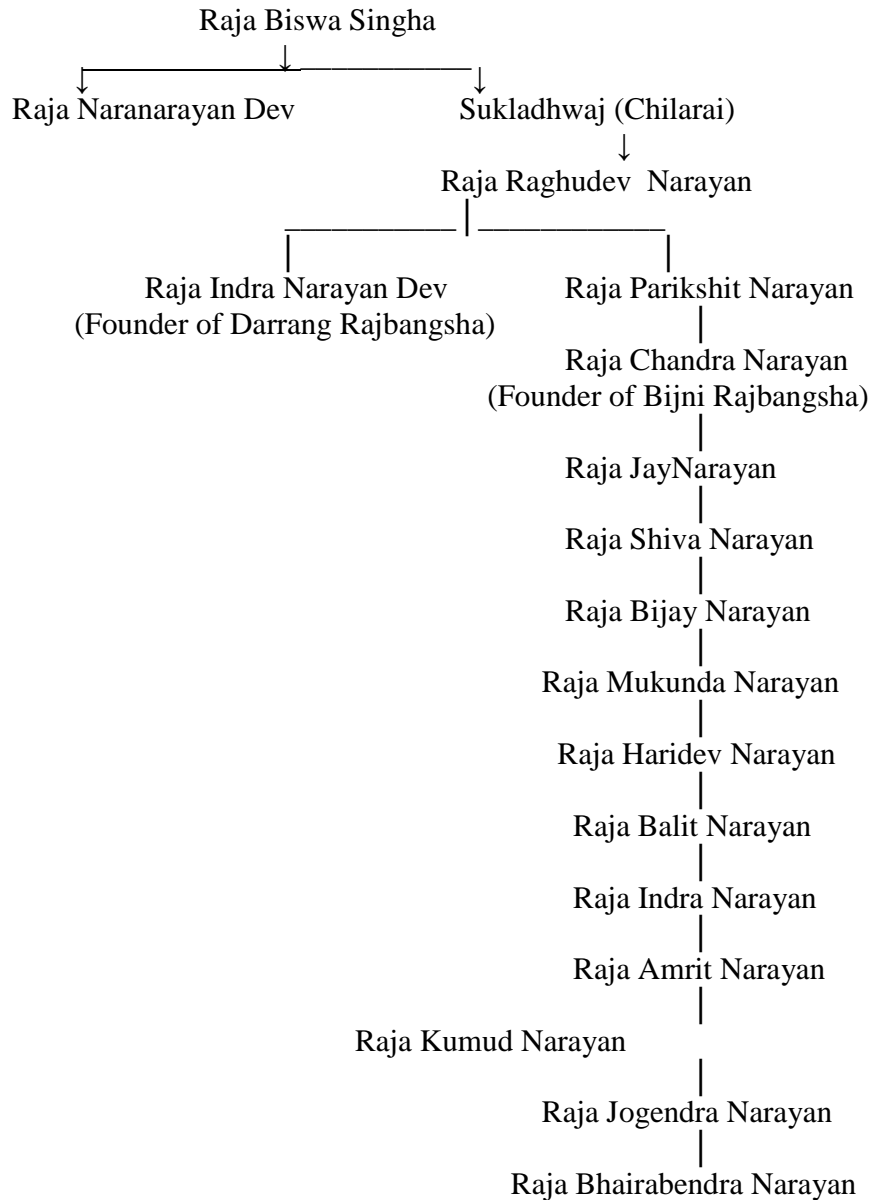 Raja Biswa Singha
Raja Naranarayan Dev Sukladhwaj (Chilarai)
Raja Raghudev Narayan
Raja Indra Narayan Dev Raja Parikshit Narayan
(Founder of Darrang Rajbangsha)
Raja Chandra Narayan
(Founder of Bijni Rajbangsha)
Raja JayNarayan
Raja Shiva Narayan
Raja Bijay Narayan
Raja Mukunda Narayan
Raja Haridev Narayan
Raja Balit Narayan
Raja Indra Narayan
Raja Amrit Narayan
Raja Kumud Narayan
Raja Jogendra Narayan
Raja Bhairabendra Narayan